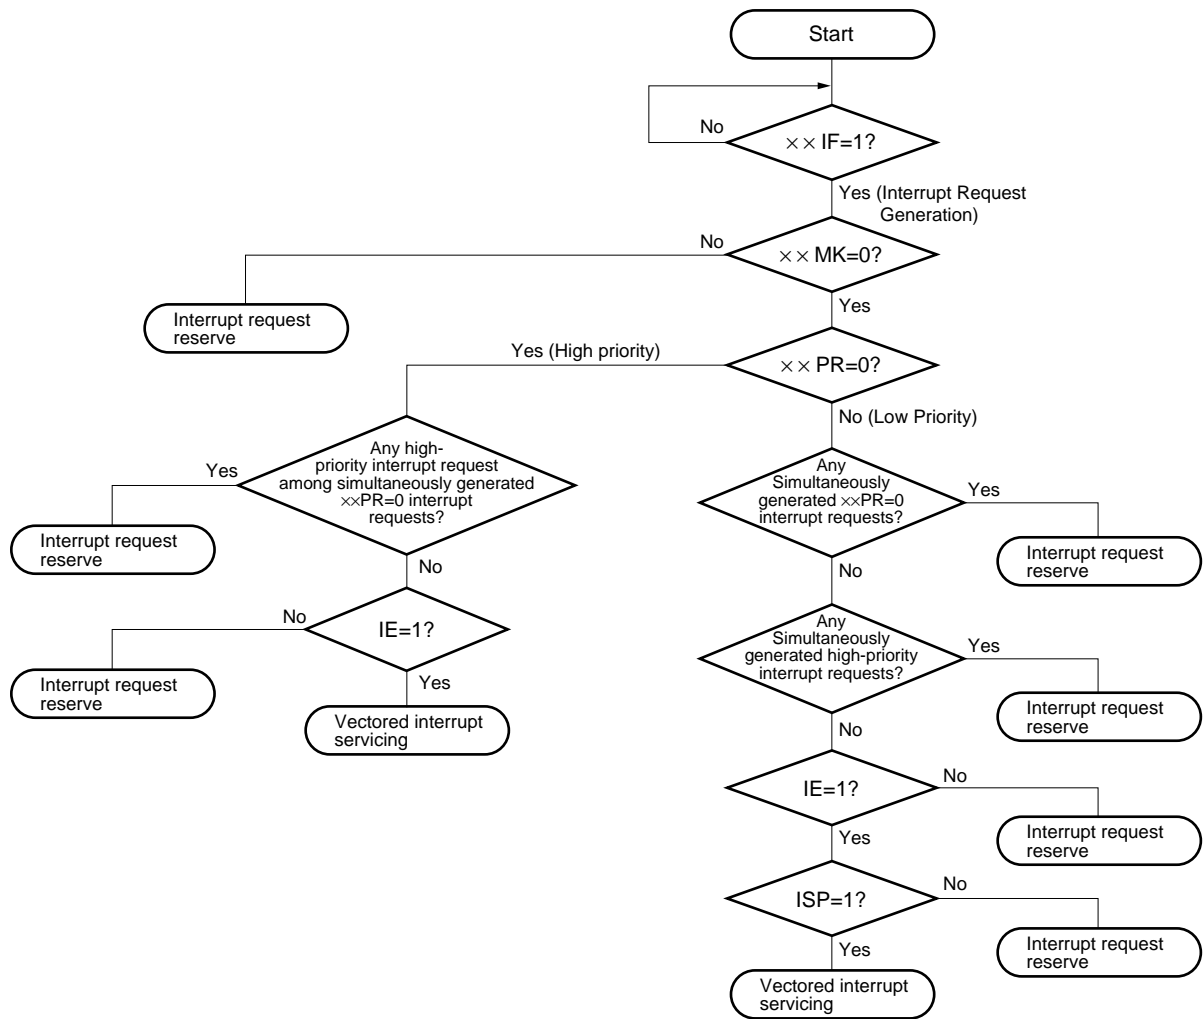 Start
No
×× IF=1?
Yes (Interrupt Request
Generation)
No
×× MK=0?
Interrupt request
reserve
Yes
Yes (High priority)
×× PR=0?
No (Low Priority)
Any high-
priority interrupt request
among simultaneously generated
××PR=0 interrupt
requests?
Yes
Interrupt request
reserve
Any
Simultaneously
generated ××PR=0
interrupt requests?
Yes
Interrupt request
reserve
No
No
IE=1?
No
Interrupt request
reserve
Yes
Vectored interrupt
servicing
Any
Simultaneously
generated high-priority
interrupt requests?
Yes
Interrupt request
reserve
No
IE=1?
No
Interrupt request
reserve
Yes
ISP=1?
No
Interrupt request
reserve
Yes
Vectored interrupt
servicing